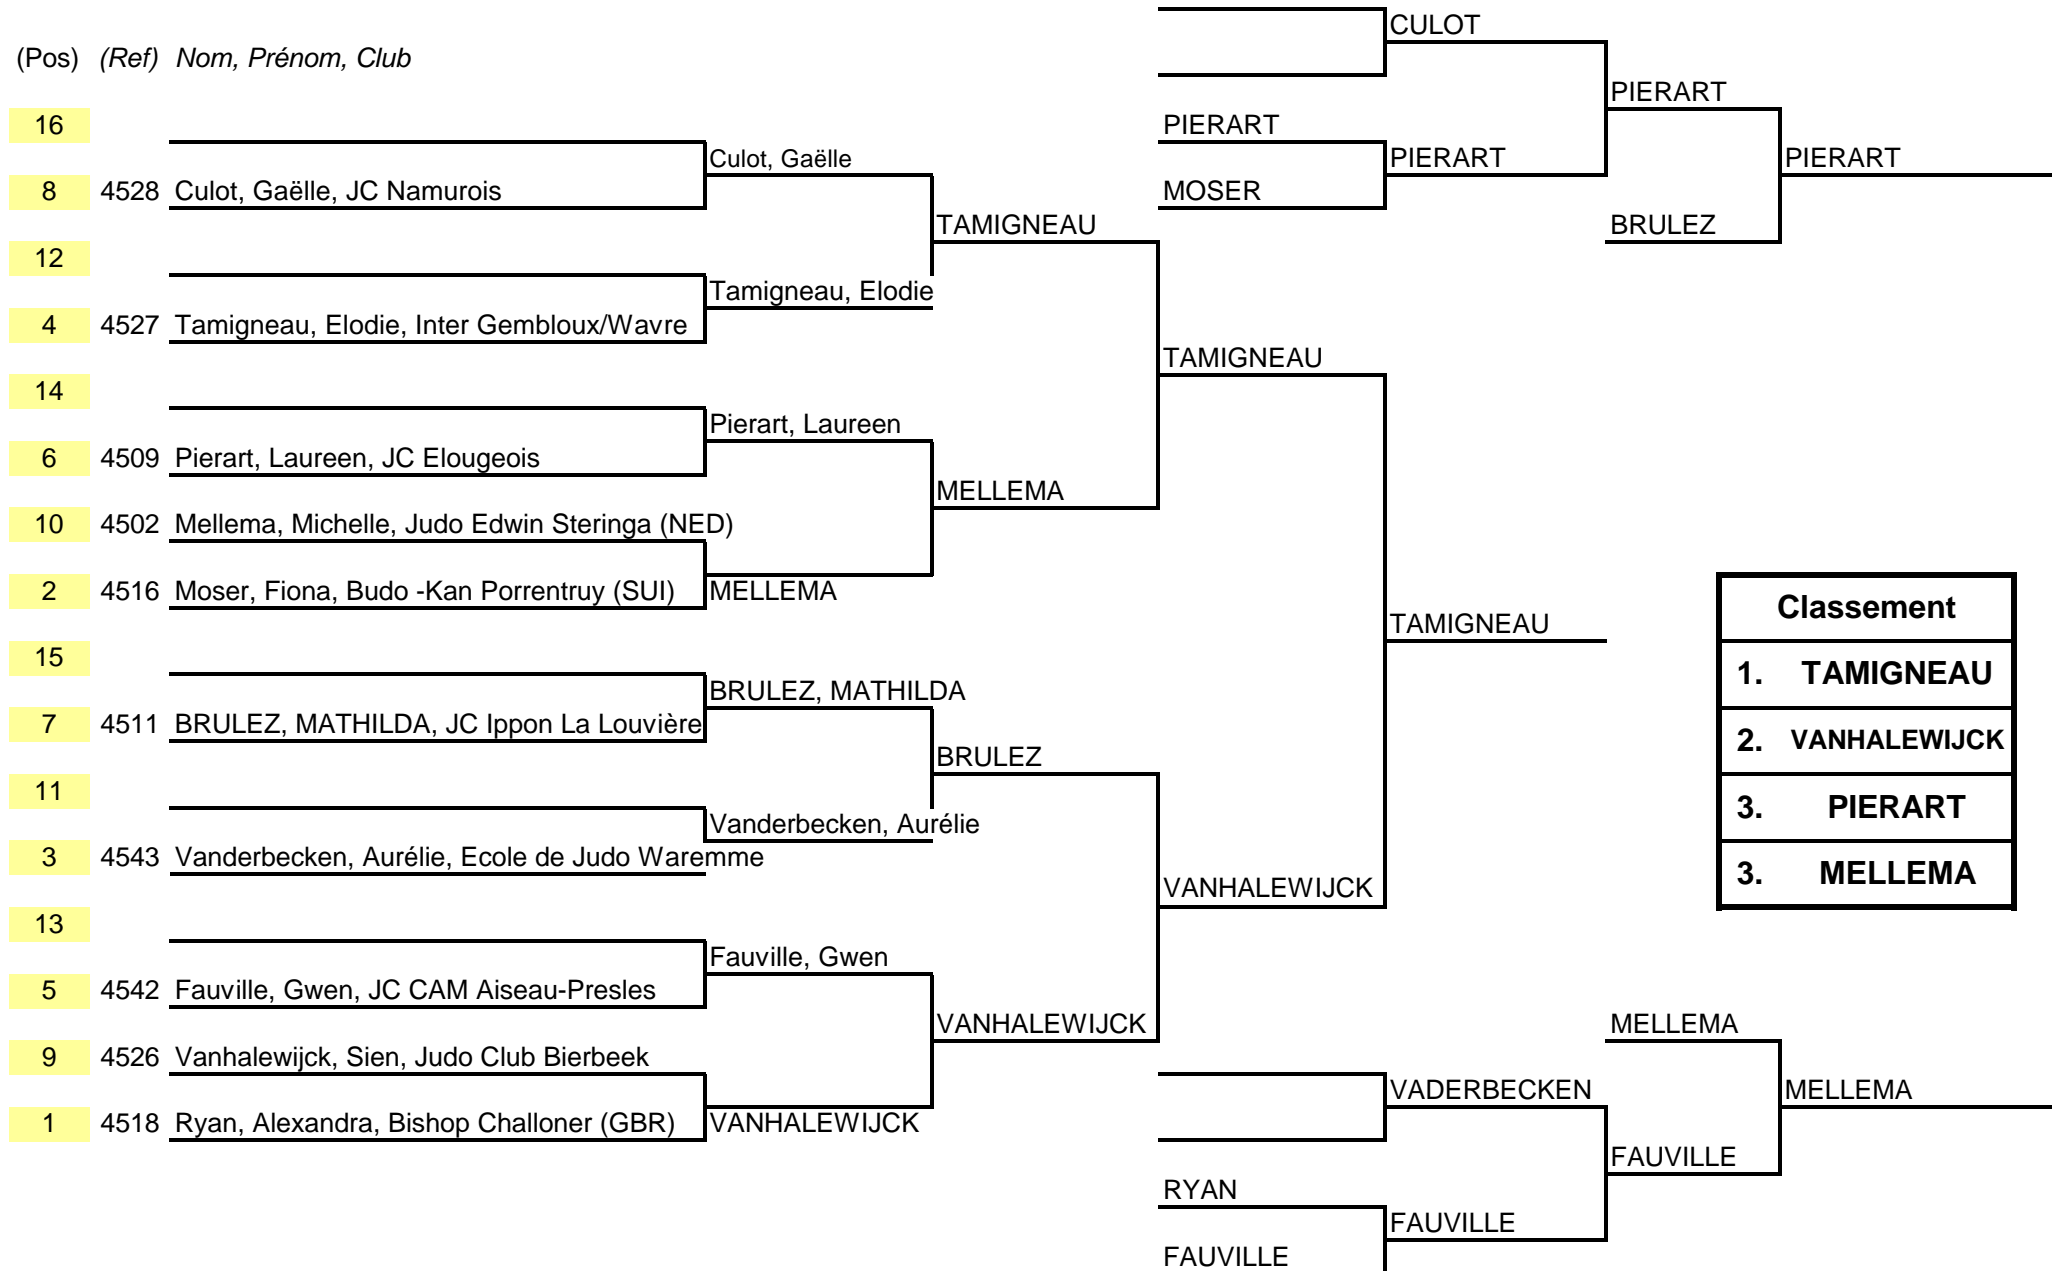 CULOT
(Pos) (Ref) Nom, Prénom, Club
PIERART
16
PIERART
Culot, Gaëlle
PIERART
PIERART
8 4528 Culot, Gaëlle, JC Namurois
MOSER
TAMIGNEAU
BRULEZ
12
Tamigneau, Elodie
4 4527 Tamigneau, Elodie, Inter Gembloux/Wavre
TAMIGNEAU
14
Pierart, Laureen
6 4509 Pierart, Laureen, JC Elougeois
MELLEMA
10 4502 Mellema, Michelle, Judo Edwin Steringa (NED)
2 4516 Moser, Fiona, Budo -Kan Porrentruy (SUI)
MELLEMA
Classement
TAMIGNEAU
15
1. TAMIGNEAU
BRULEZ, MATHILDA
7 4511 BRULEZ, MATHILDA, JC Ippon La Louvière
2. VANHALEWIJCK
BRULEZ
11
3. PIERART
Vanderbecken, Aurélie
3 4543 Vanderbecken, Aurélie, Ecole de Judo Waremme
3. MELLEMA
VANHALEWIJCK
13
Fauville, Gwen
5 4542 Fauville, Gwen, JC CAM Aiseau-Presles
VANHALEWIJCK
MELLEMA
9 4526 Vanhalewijck, Sien, Judo Club Bierbeek
VADERBECKEN
MELLEMA
1 4518 Ryan, Alexandra, Bishop Challoner (GBR)
VANHALEWIJCK
FAUVILLE
RYAN
FAUVILLE
FAUVILLE